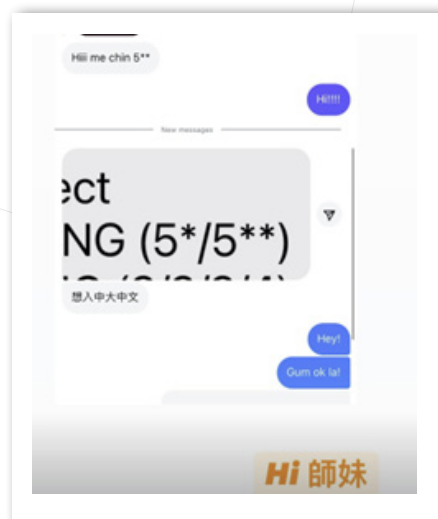 Hiii me chin 5**
Hi!!!!
New messages
ect
NG (5*/5**)
想入中大中文
Hey!
Gum ok la!
Hi 師妹